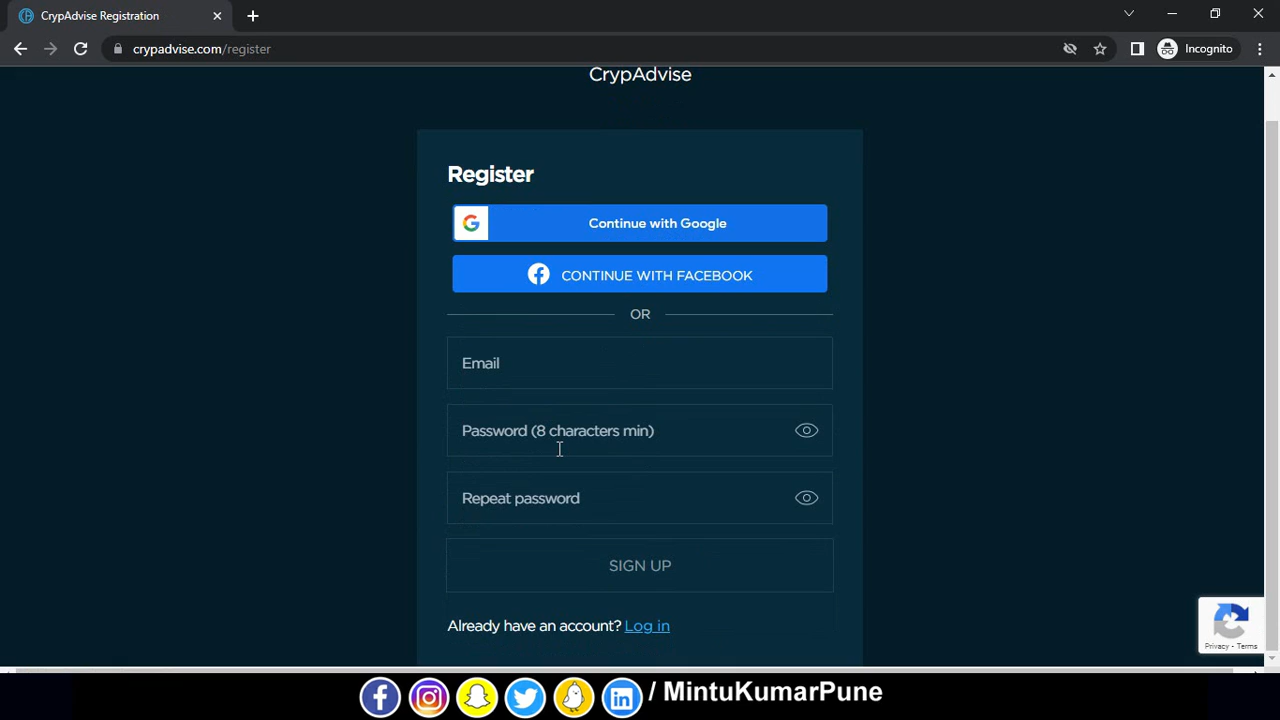 CrypAdvise Registration
crypadvise.com/register
Incognito
CrypAdvise
Register
Continue with Google
CONTINUE WITH FACEBOOK
OR
Email
Password (8 characters min)
Repeat password
SIGN UP
Already have an account? Log in
Privacy - Terms
/ MintuKumarPune